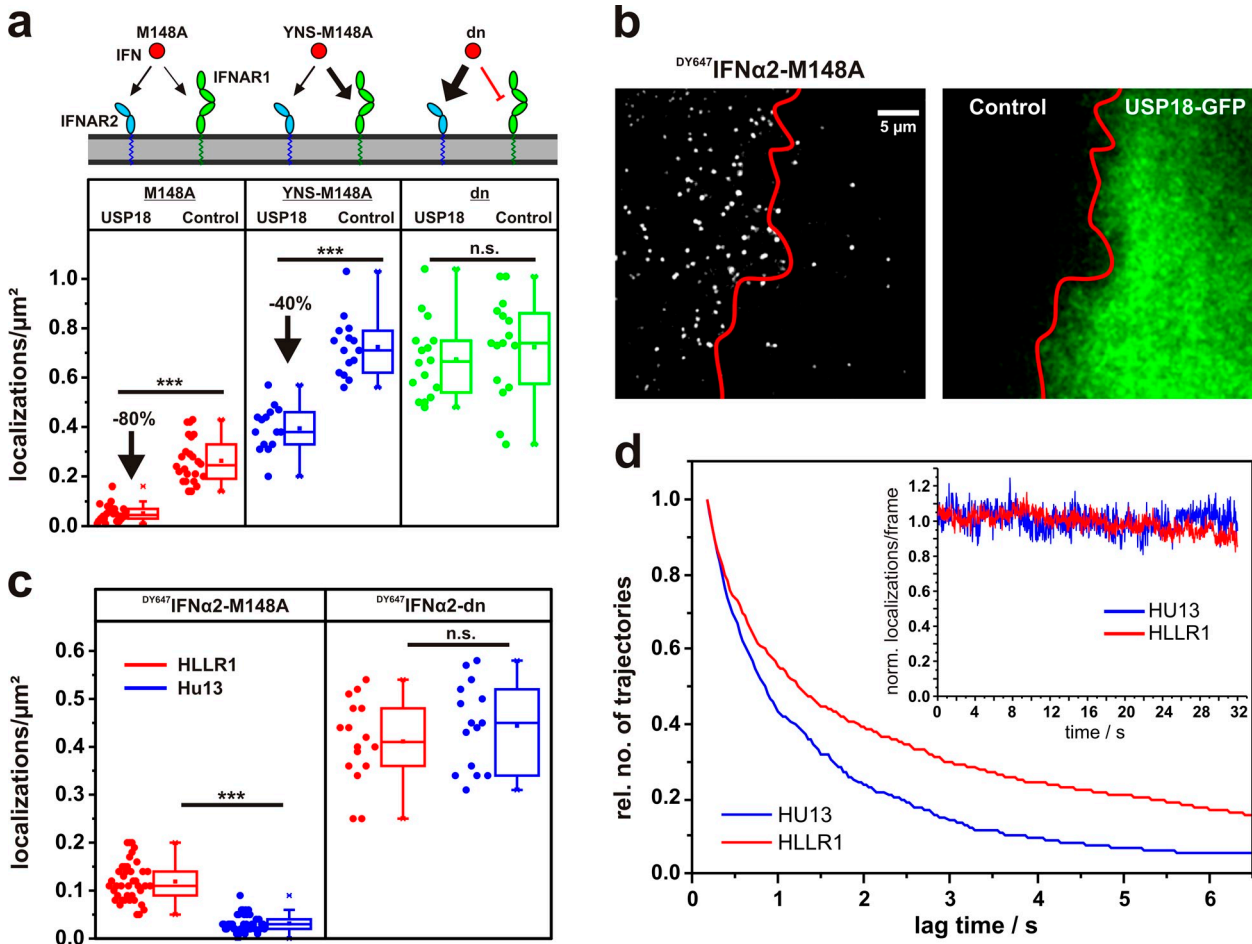 a
M148A
YNS-M148A
dn
IFN
IFNAR1
IFNAR2
M148A
YNS-M148A
dn
USP18 Control
USP18 Control
USP18 Control
localizations/µm²
1.0
0.8
0.6
0.4
0.2
0.0
-80%
***
-40%
***
n.s.
b
DY647IFNα2-M148A
5 µm
Control
USP18-GFP
c
DY647IFNα2-M148A
DY647IFNα2-dn
localizations/µm²
0.6
0.5
0.4
0.3
0.2
0.1
0.0
HLLR1
Hu13
***
n.s.
d
rel. no. of trajectories
1.0
0.8
0.6
0.4
0.2
0.0
0 1 2 3 4 5 6
lag time / s
HU13
HLLR1
norm. localizations/frame
1.2
1.0
0.8
0.6
0.4
0.2
0.0
0 4 8 12 16 20 24 28 32
time / s
HU13
HLLR1